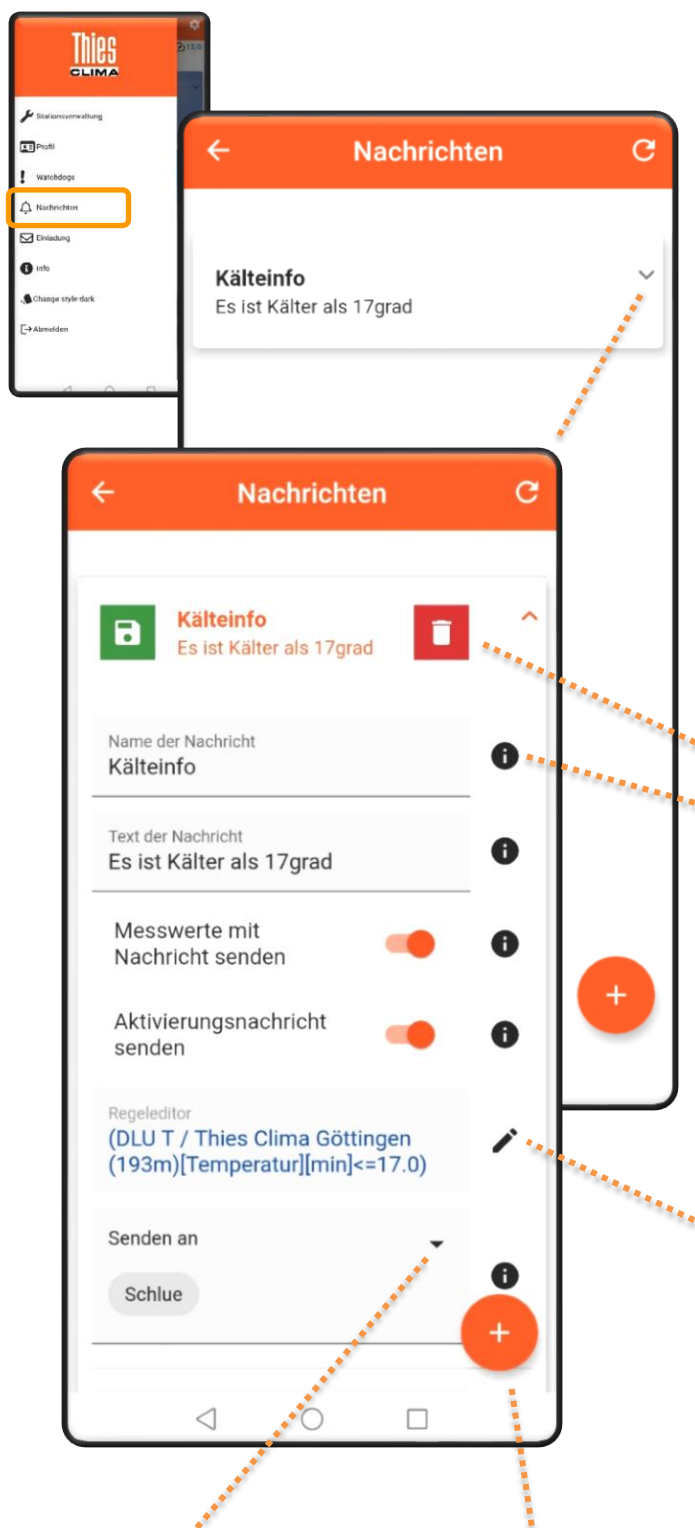 Thies
CLIMA
13/0
Stationsverwaltung
Profil
Watchdogs
Nachrichten
Einladung
Info
Change style:dark
Abmelden
Nachrichten
Kälteinfo
Es ist Kälter als 17grad
Nachrichten
Kälteinfo
Es ist Kälter als 17grad
Name der Nachricht
Kälteinfo
Text der Nachricht
Es ist Kälter als 17grad
Messwerte mit
Nachricht senden
Aktivierungsnachricht
senden
Regeleditor
(DLU T / Thies Clima Göttingen
(193m)[Temperatur][min]<=17.0)
Senden an
Schlue